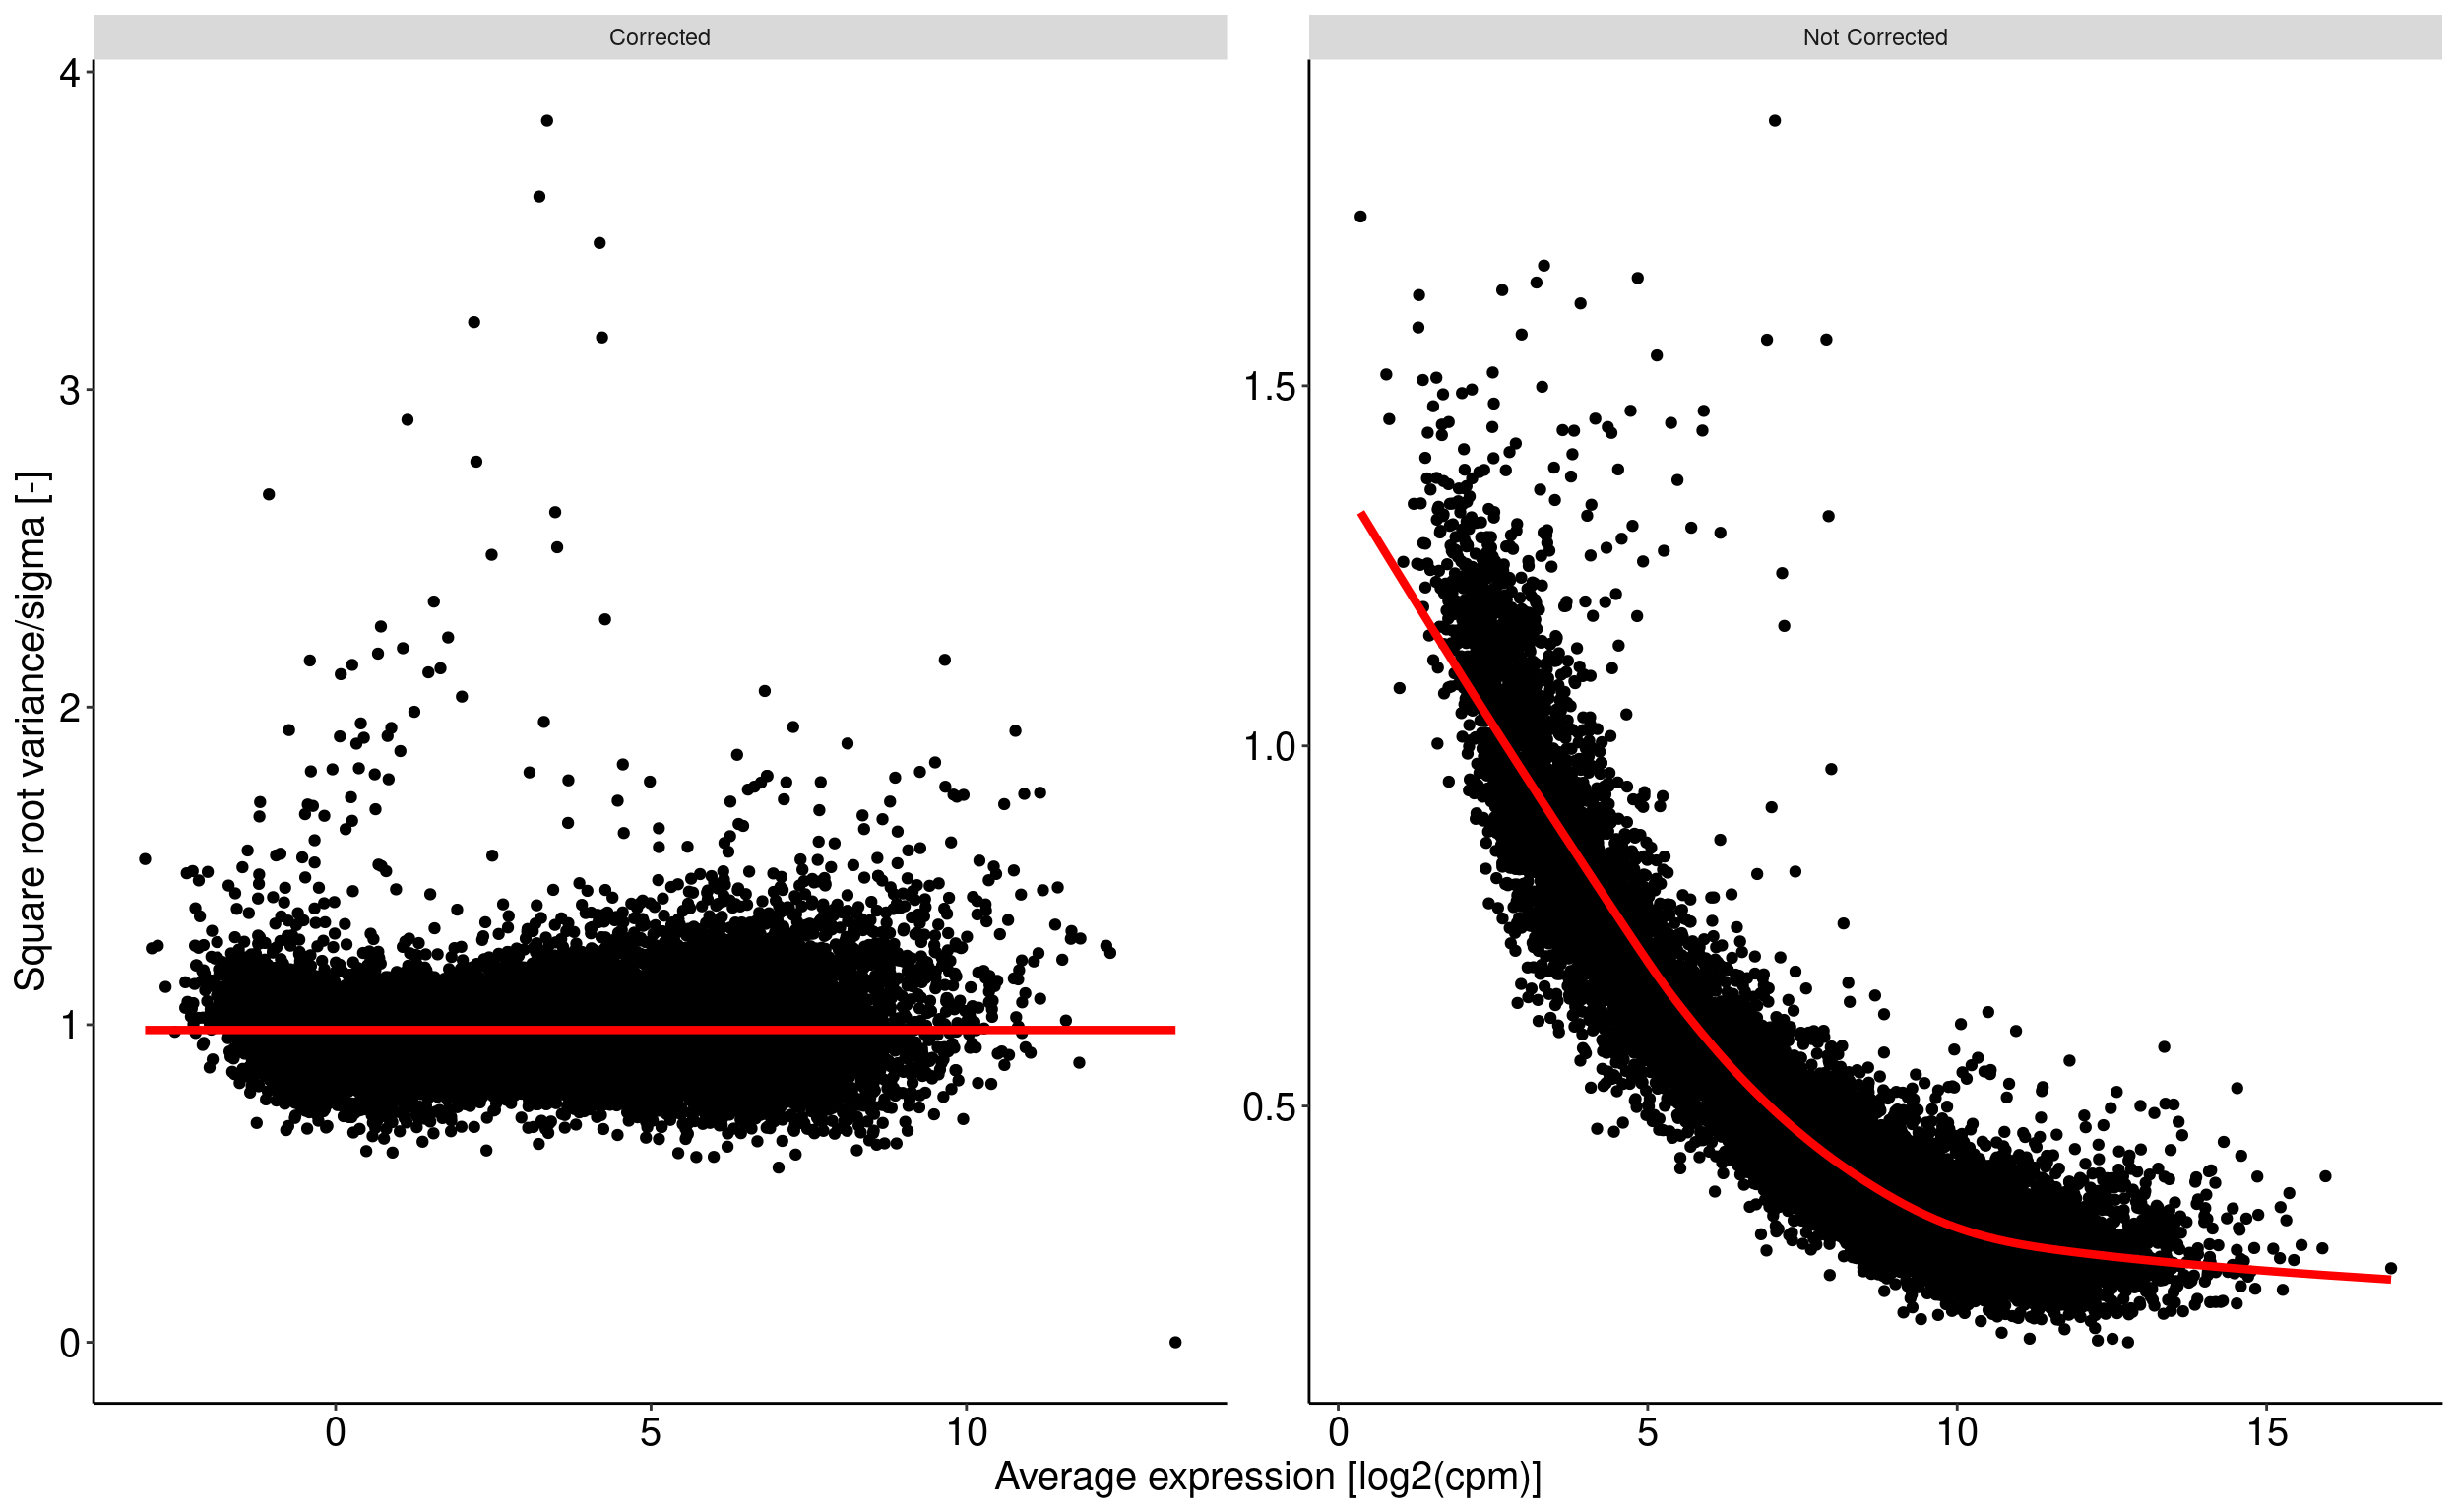 Corrected
Not Corrected
Square root variance/sigma [-]
4
3
2
1
0
1.5
1.0
0.5
0 5 10
0 5 10 15
Average expression [log2(cpm)]